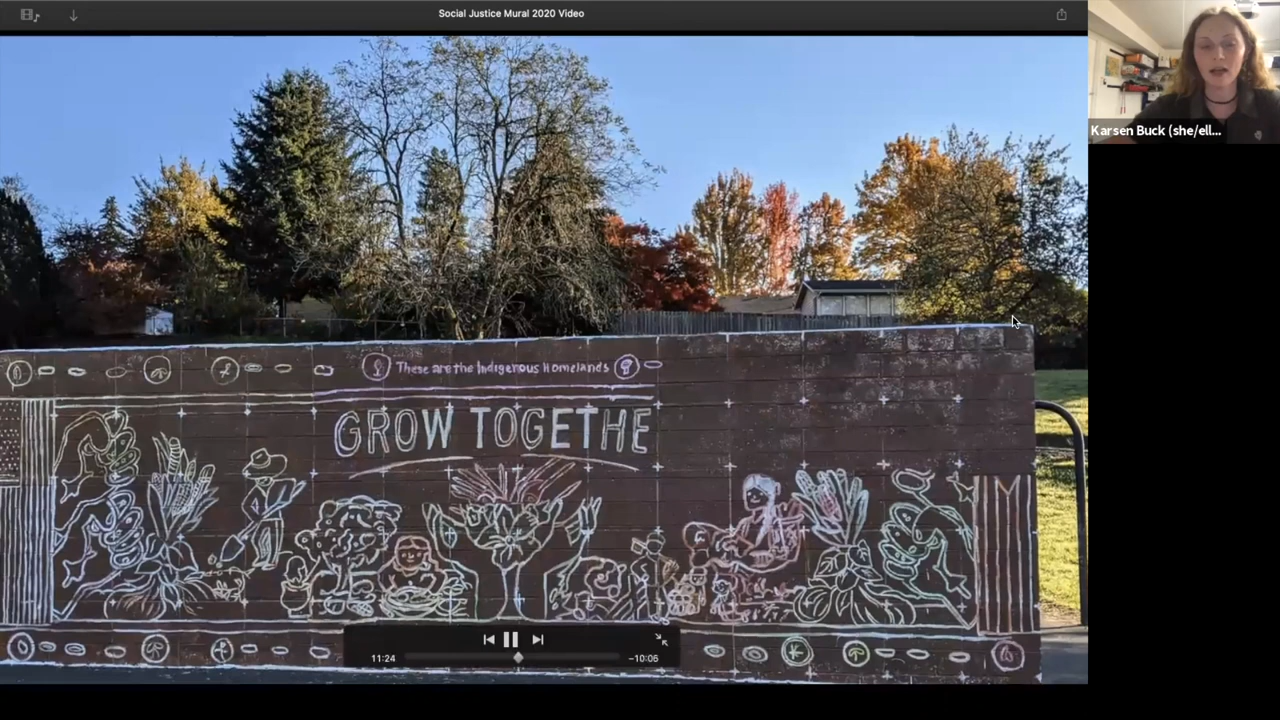 Social Justice Mural 2020 Video
Karsen Buck (she/ell...
These are the Indigenous Homelands
GROW TOGETHE
11:24
−10:06